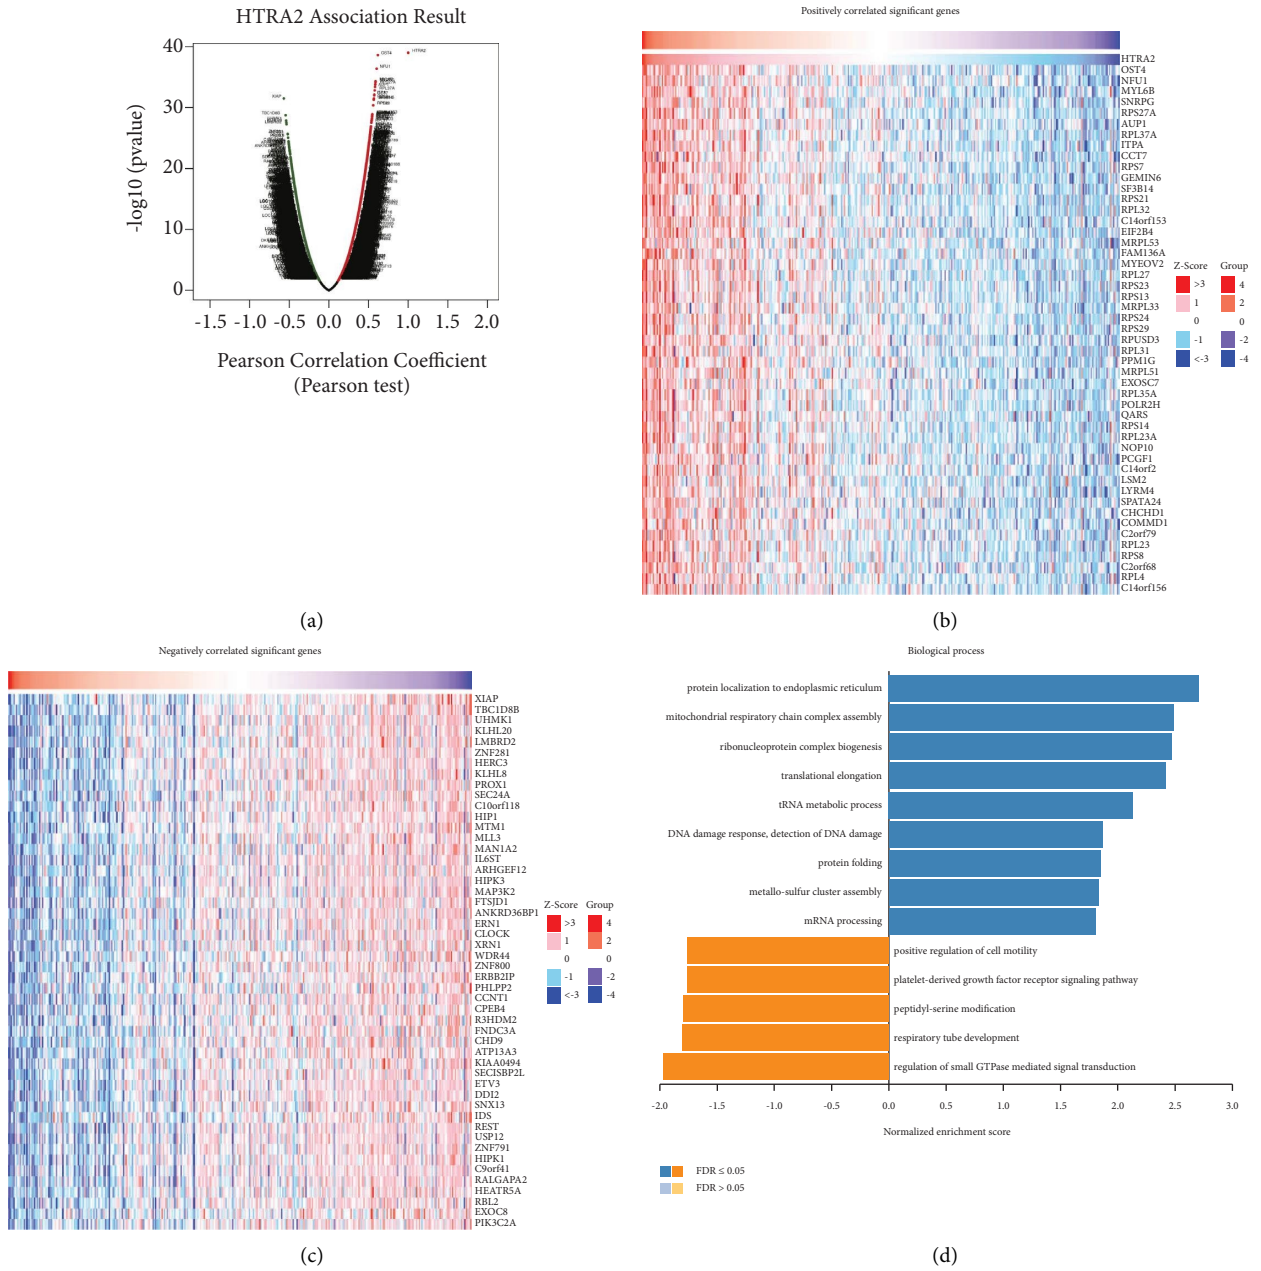 HTRA2 Association Result
40
30
20
10
0
-log10 (pvalue)
OST4
HTRA2
NFU1
XIAP
-1.5 -1.0 -0.5 0.0 0.5 1.0 1.5 2.0
Pearson Correlation Coefficient
(Pearson test)
(a)
Positively correlated significant genes
HTRA2
OST4
NFU1
MYL6B
SNRPG
RPS27A
AUP1
RPL37A
ITPA
CCT7
RPS7
GEMIN6
SF3B14
RPS21
RPL32
C14orf153
EIF2B4
MRPL53
FAM136A
MYEOV2
RPL27
RPS23
RPS13
MRPL33
RPS24
RPS29
RPUSD3
RPL31
PPM1G
MRPL51
EXOSC7
RPL35A
POLR2H
QARS
RPS14
RPL23A
NOP10
PCGF1
C14orf2
LSM2
LYRM4
SPATA24
CHCHD1
COMMD1
C2orf79
RPL23
RPS8
C2orf68
RPL4
C14orf156
Z-Score Group
>3 4
1 2
0 0
-1 -2
<-3 -4
(b)
Negatively correlated significant genes
XIAP
TBC1D8B
UHMK1
KLHL20
LMBRD2
ZNF281
HERC3
KLHL8
PROX1
SEC24A
C10orf118
HIP1
MTM1
MLL3
MAN1A2
IL6ST
ARHGEF12
HIPK3
MAP3K2
FTSJD1
ANKRD36BP1
ERN1
CLOCK
XRN1
WDR44
ZNF800
ERBB2IP
PHLPP2
CCNT1
CPEB4
R3HDM2
FNDC3A
CHD9
ATP13A3
KIAA0494
SECISBP2L
ETV3
DDI2
SNX13
IDS
REST
USP12
ZNF791
HIPK1
C9orf41
RALGAPA2
HEATR5A
RBL2
EXOC8
PIK3C2A
Z-Score Group
>3 4
1 2
0 0
-1 -2
<-3 -4
(c)
Biological process
protein localization to endoplasmic reticulum
mitochondrial respiratory chain complex assembly
ribonucleoprotein complex biogenesis
translational elongation
tRNA metabolic process
DNA damage response, detection of DNA damage
protein folding
metallo-sulfur cluster assembly
mRNA processing
positive regulation of cell motility
platelet-derived growth factor receptor signaling pathway
peptidyl-serine modification
respiratory tube development
regulation of small GTPase mediated signal transduction
-2.0 -1.5 -1.0 -0.5 0.0 0.5 1.0 1.5 2.0 2.5 3.0
Normalized enrichment score
FDR ≤ 0.05
FDR > 0.05
(d)